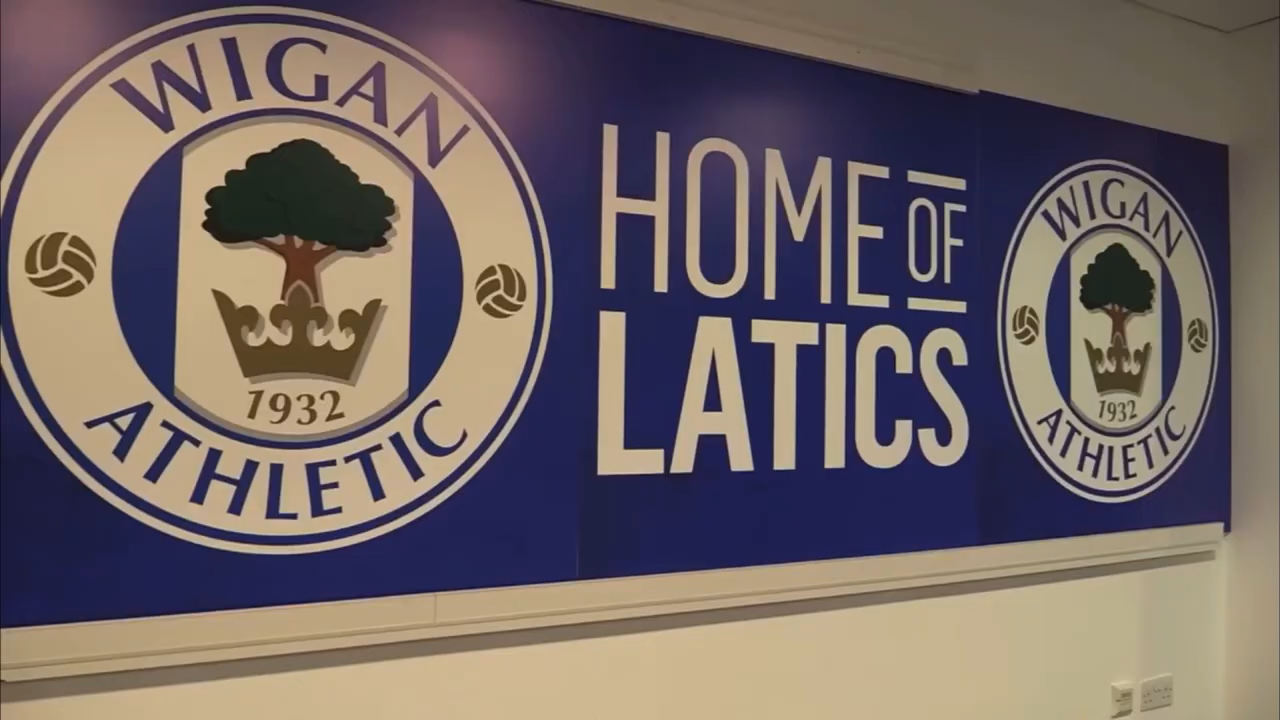 WIGAN
1932
ATHLETIC
HOME OF
LATICS
WIGAN
1932
ATHLETIC